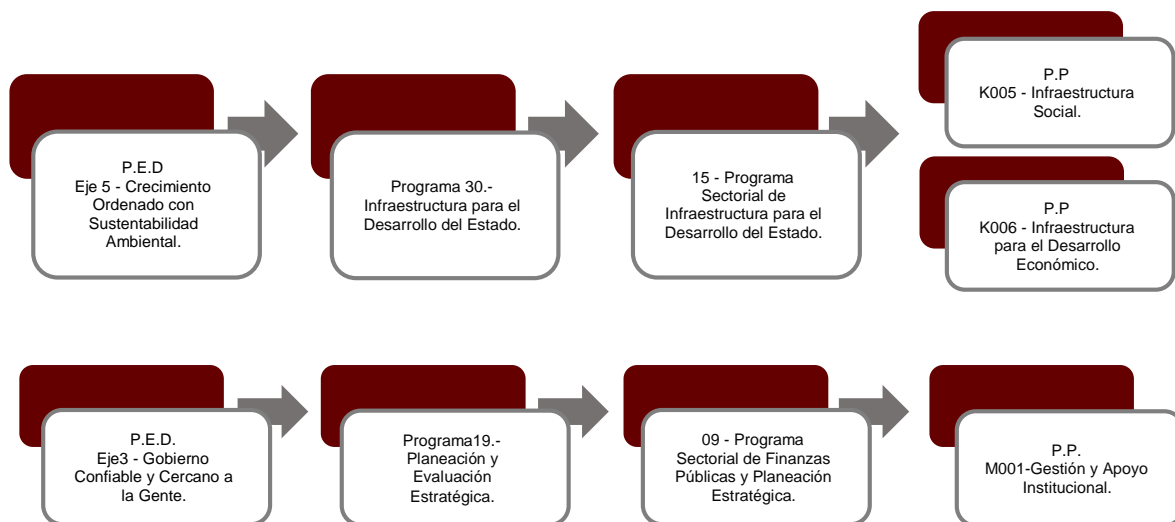 P.E.D
Eje 5 - Crecimiento
Ordenado con
Sustentabilidad
Ambiental.
Programa 30.-
Infraestructura para el
Desarrollo del Estado.
15 - Programa
Sectorial de
Infraestructura para el
Desarrollo del Estado.
P.P
K005 - Infraestructura
Social.
P.P
K006 - Infraestructura
para el Desarrollo
Económico.
P.E.D.
Eje3 - Gobierno
Confiable y Cercano a
la Gente.
Programa19.-
Planeación y
Evaluación
Estratégica.
09 - Programa
Sectorial de Finanzas
Públicas y Planeación
Estratégica.
P.P.
M001-Gestión y Apoyo
Institucional.